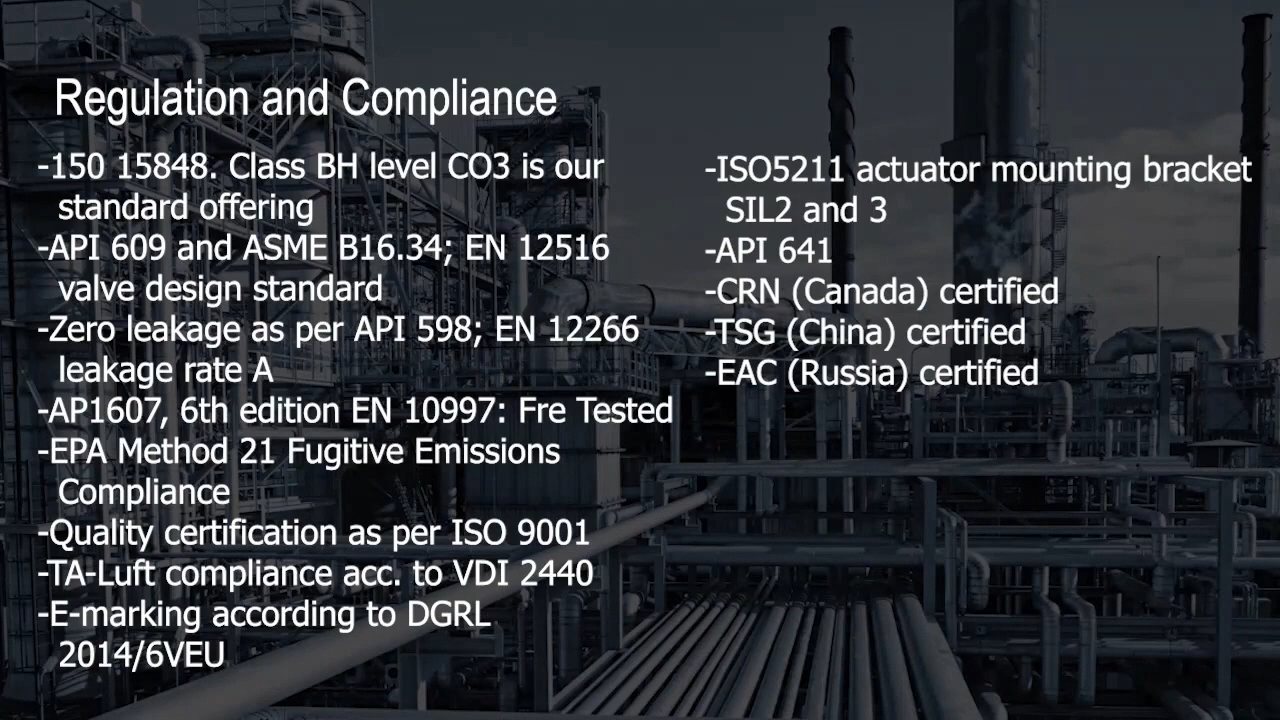 Regulation and Compliance
-150 15848. Class BH level CO3 is our
standard offering
-API 609 and ASME B16.34; EN 12516
valve design standard
-Zero leakage as per API 598; EN 12266
leakage rate A
-AP1607, 6th edition EN 10997: Fre Tested
-EPA Method 21 Fugitive Emissions
Compliance
-Quality certification as per ISO 9001
-TA-Luft compliance acc. to VDI 2440
-E-marking according to DGRL
2014/6VEU
-ISO5211 actuator mounting bracket
SIL2 and 3
-API 641
-CRN (Canada) certified
-TSG (China) certified
-EAC (Russia) certified